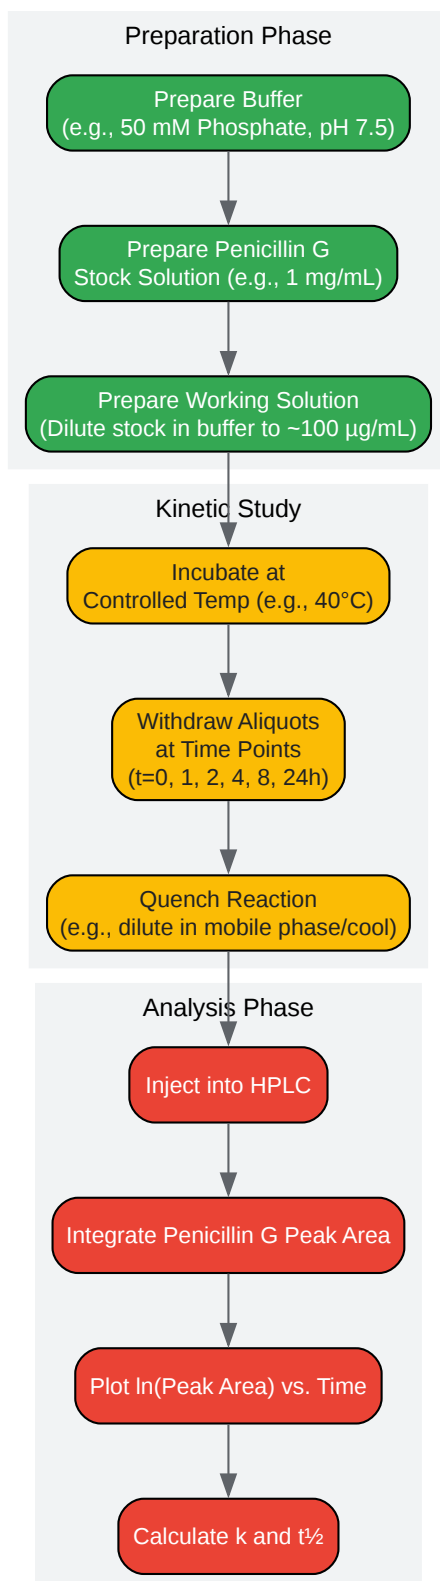 Preparation Phase
Prepare Buffer
(e.g., 50 mM Phosphate, pH 7.5)
Prepare Penicillin G
Stock Solution (e.g., 1 mg/mL)
Prepare Working Solution
(Dilute stock in buffer to ~100 µg/mL)
Kinetic Study
Incubate at
Controlled Temp (e.g., 40°C)
Withdraw Aliquots
at Time Points
(t=0, 1, 2, 4, 8, 24h)
Quench Reaction
(e.g., dilute in mobile phase/cool)
Analysis Phase
Inject into HPLC
Integrate Penicillin G Peak Area
Plot ln(Peak Area) vs. Time
Calculate k and t½